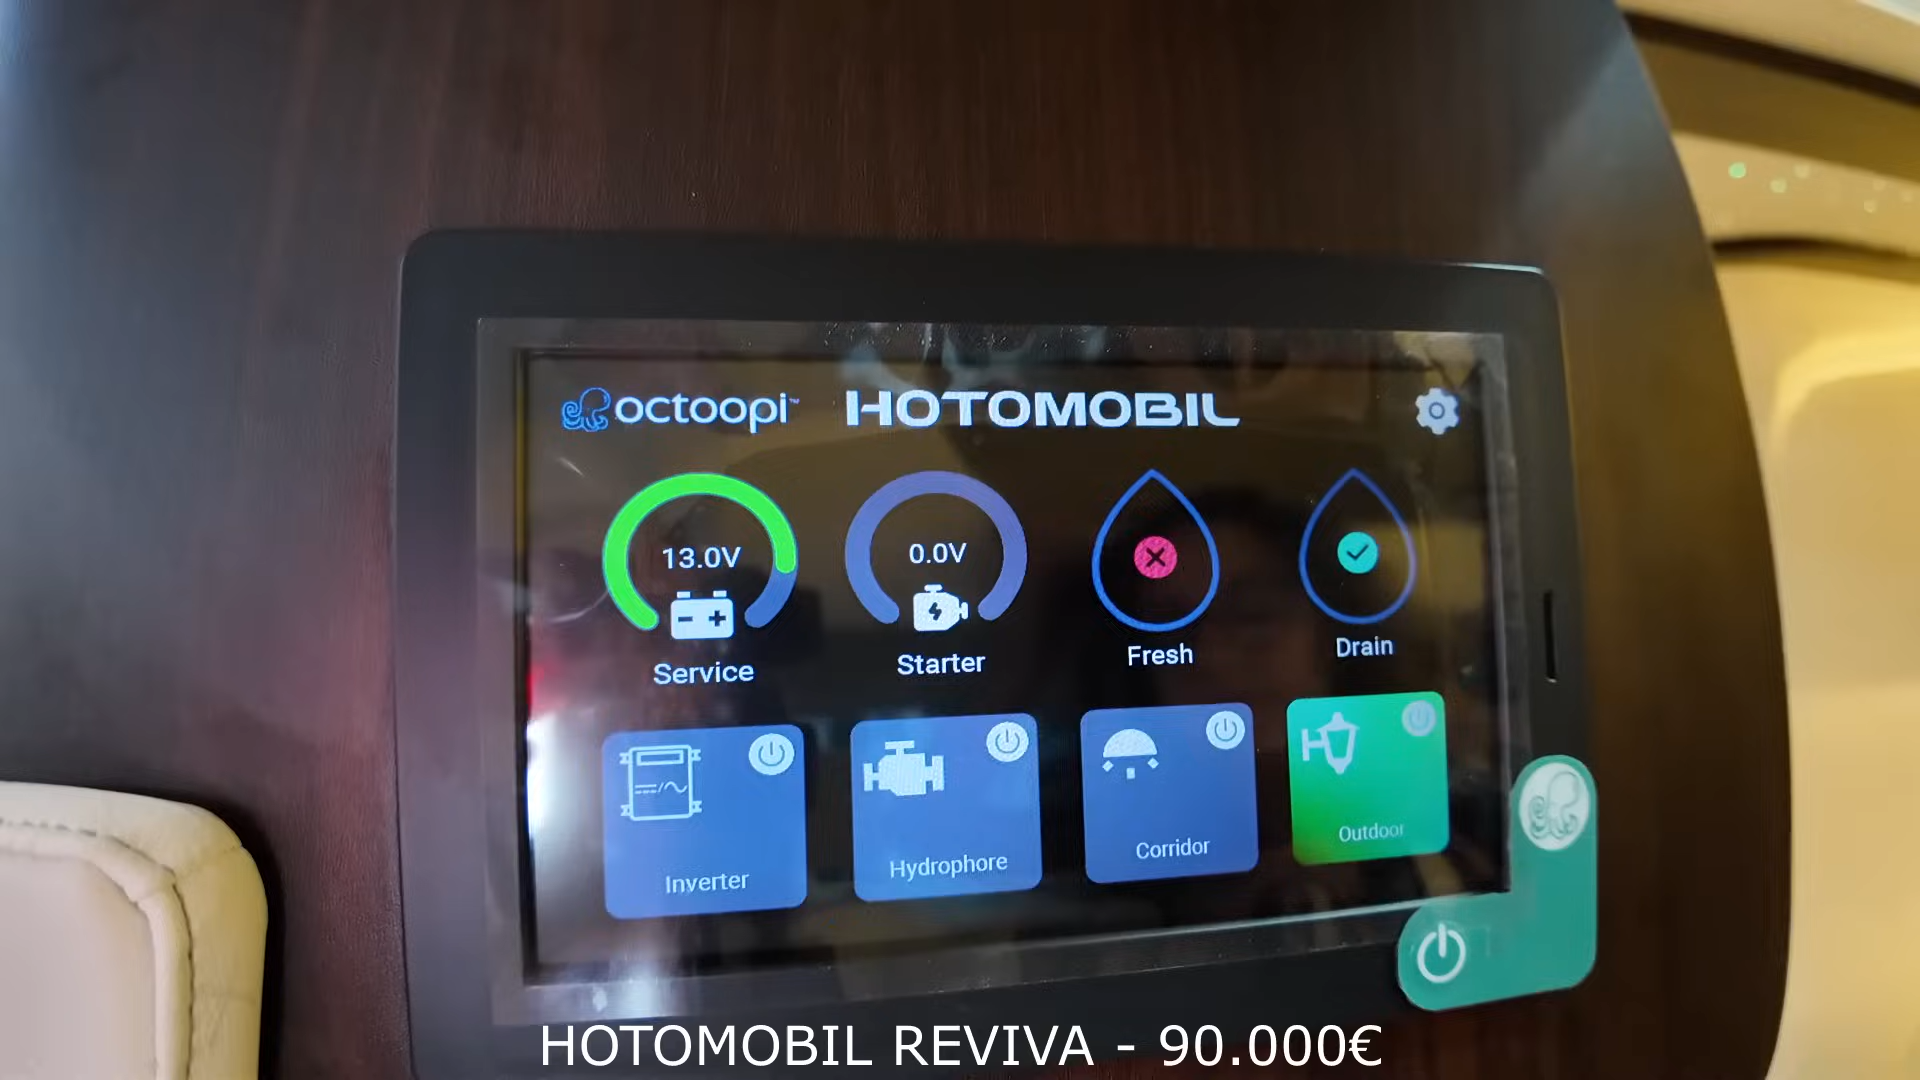 octoopi™ HOTOMOBIL
13.0V
0.0V
Service
Starter
Fresh
Drain
Inverter
Hydrophore
Corridor
Outdoor
HOTOMOBIL REVIVA - 90.000€